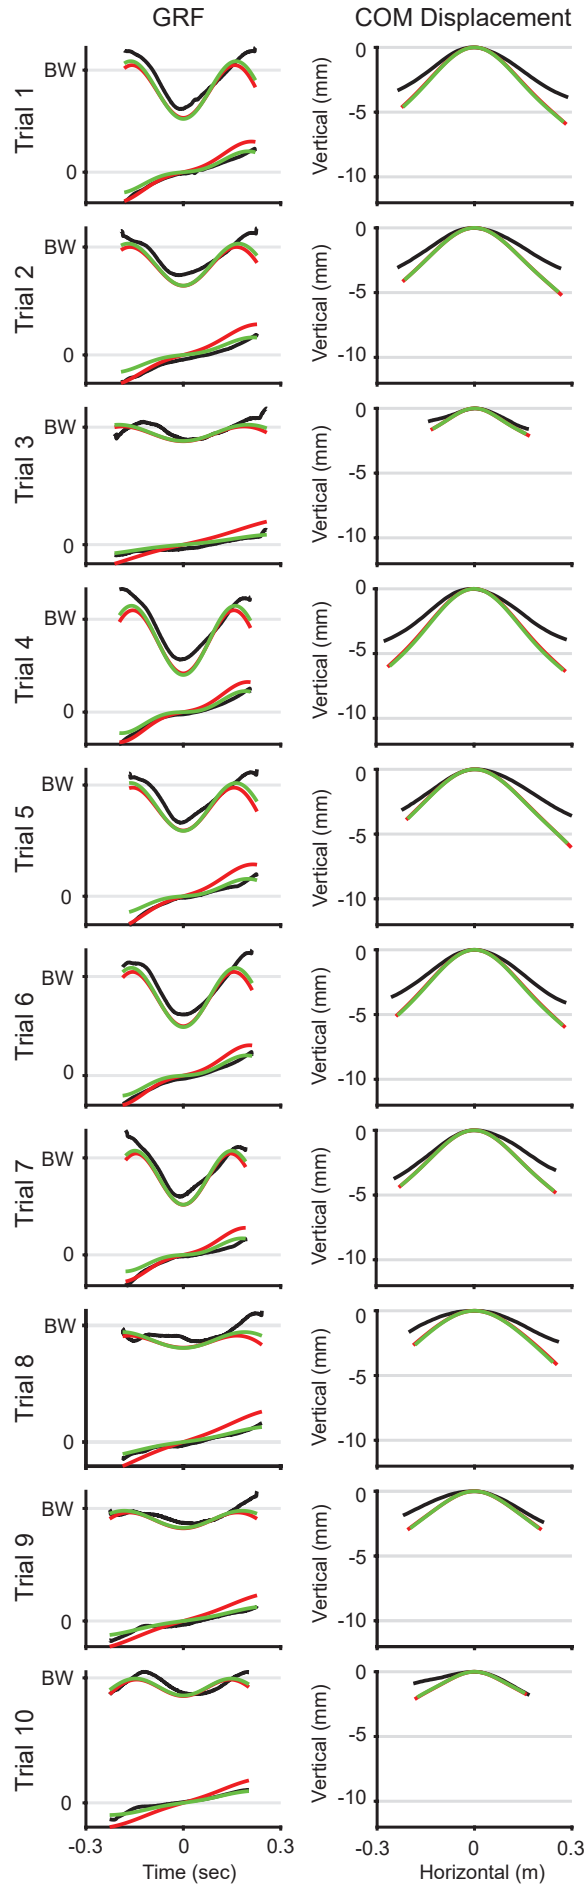 GRF COM Displacement
Trial 1
BW
0
Vertical (mm)
0
-5
-10
Trial 2
BW
0
Vertical (mm)
0
-5
-10
Trial 3
BW
0
Vertical (mm)
0
-5
-10
Trial 4
BW
0
Vertical (mm)
0
-5
-10
Trial 5
BW
0
Vertical (mm)
0
-5
-10
Trial 6
BW
0
Vertical (mm)
0
-5
-10
Trial 7
BW
0
Vertical (mm)
0
-5
-10
Trial 8
BW
0
Vertical (mm)
0
-5
-10
Trial 9
BW
0
Vertical (mm)
0
-5
-10
Trial 10
BW
0
Vertical (mm)
0
-5
-10
-0.3 0 0.3 -0.3 0 0.3
Time (sec) Horizontal (m)